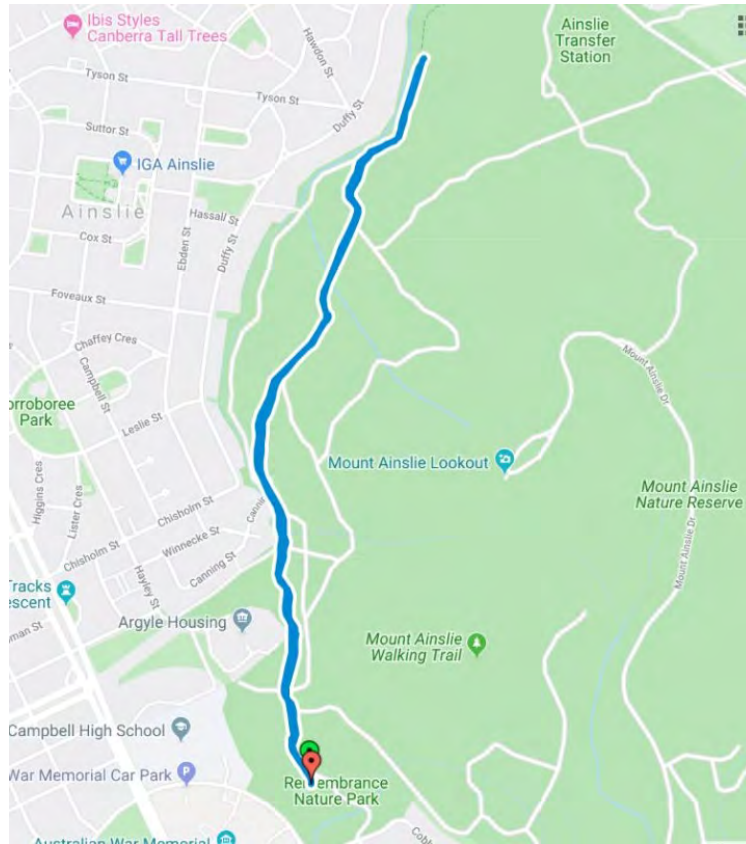 Ibis Styles
Canberra Tall Trees
Hawdon St
Ainslie
Transfer
Station
Tyson St
Tyson St
Duffy St
Suttor St
IGA Ainslie
Ainslie
Hassall St
Cox St
Ebden St
Duffy St
Foveaux St
Chaffey Cres
Campbell St
Mount Ainslie Dr
orroboree
Park
Leslie St
Mount Ainslie Lookout
Mount Ainslie
Nature Reserve
Higgins Cres
Lister Cres
Chisholm St
Cannin
Winnecke St
Chisholm St
Canning St
Mount Ainslie Dr
Hayley St
Tracks
escent
Argyle Housing
man St
Mount Ainslie
Walking Trail
Campbell High School
War Memorial Car Park
Remembrance
Nature Park
Australian War Memorial
Cobb